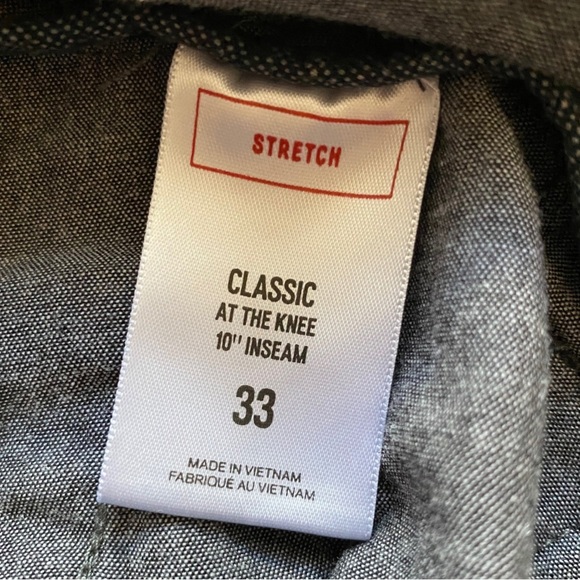 STRETCH
CLASSIC
AT THE KNEE
10" INSEAM
33
MADE IN VIETNAM
FABRIQUÉ AU VIETNAM